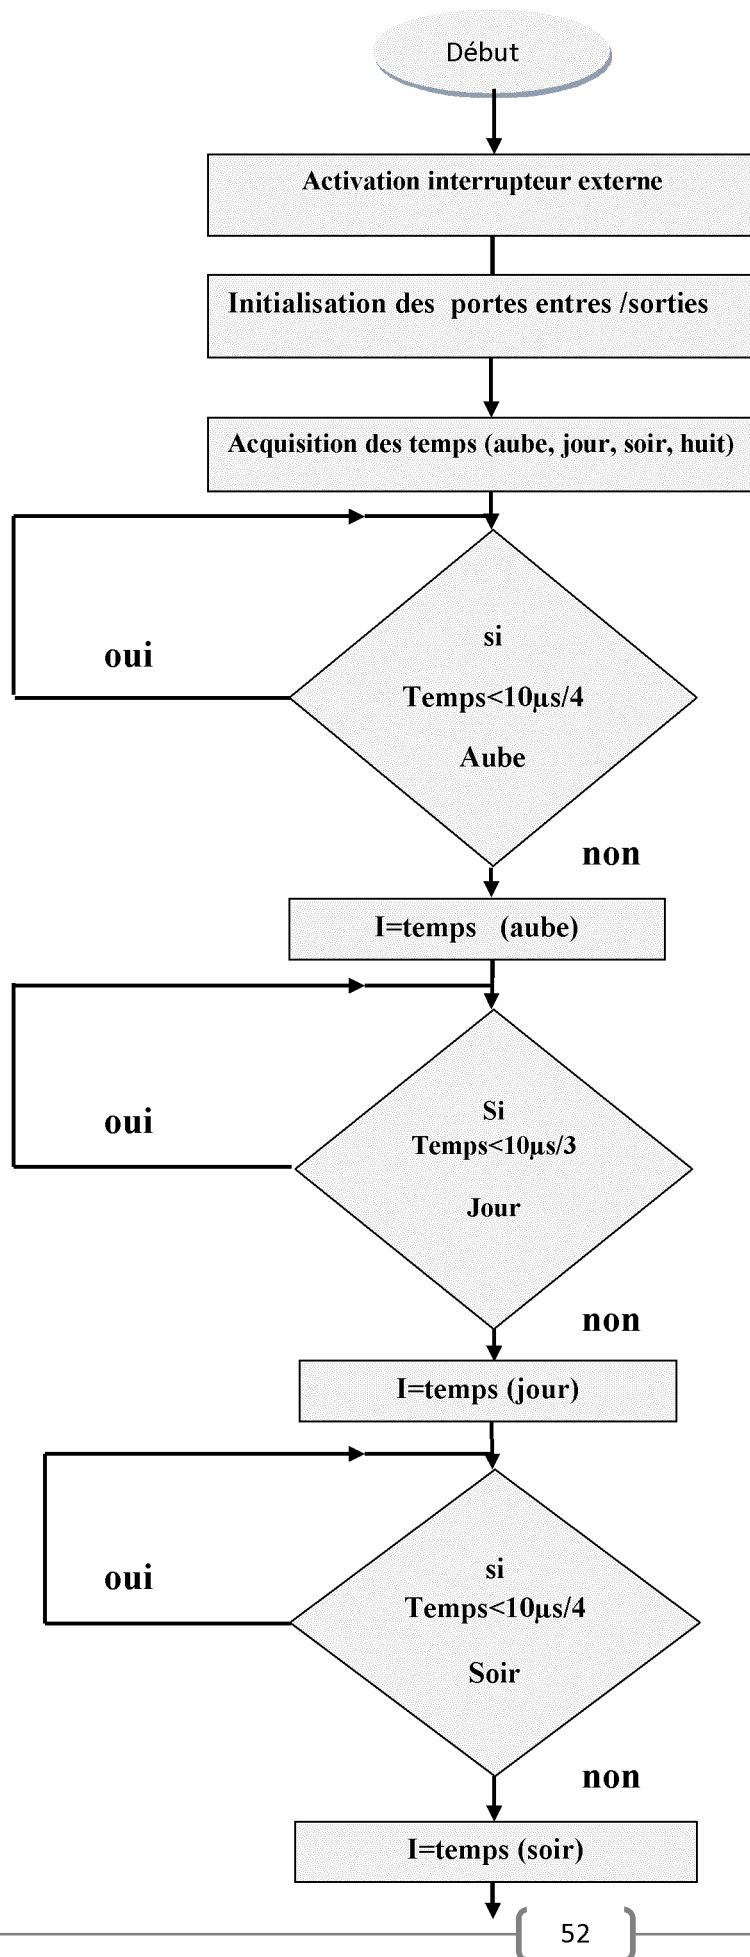 Début
Activation interrupteur externe
Initialisation des portes entres /sorties
Acquisition des temps (aube, jour, soir, huit)
si
oui
Temps<10µs/4
Aube
non
I=temps (aube)
Si
oui
Temps<10µs/3
Jour
non
I=temps (jour)
si
oui
Temps<10µs/4
Soir
non
I=temps (soir)
52